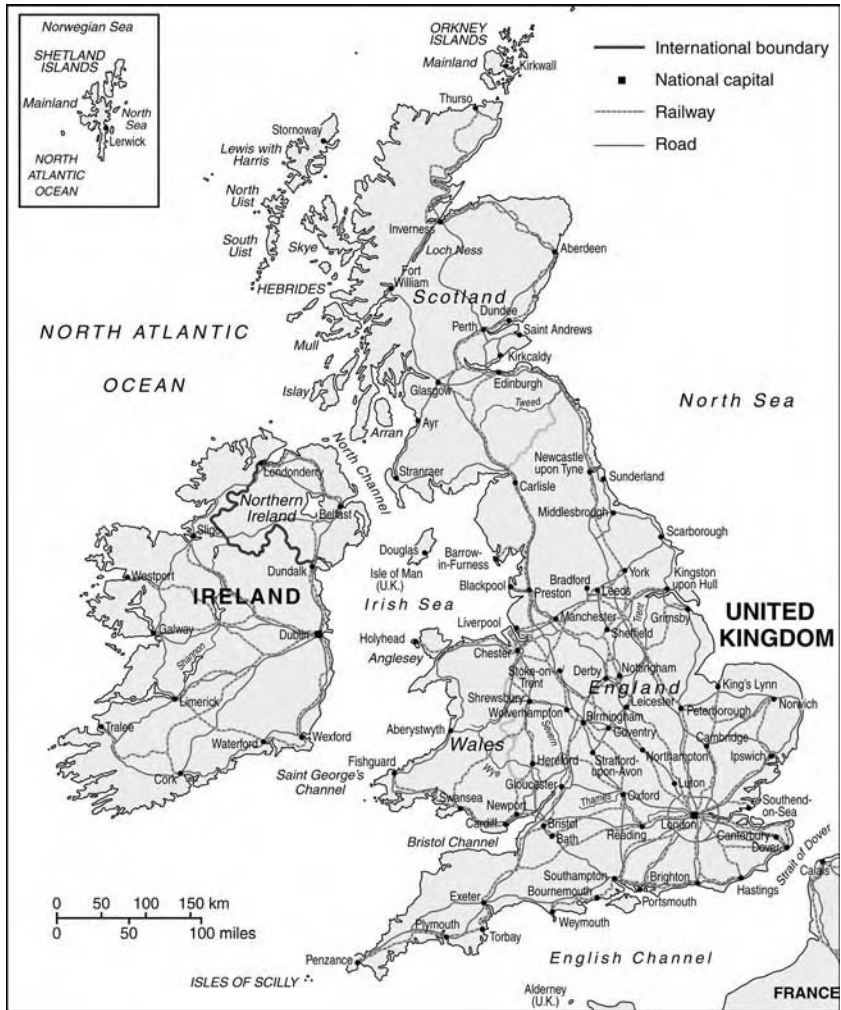 Norwegian Sea
SHETLAND
ISLANDS
Mainland
North
Sea
Lerwick
NORTH
ATLANTIC
OCEAN
ORKNEY
ISLANDS
Mainland
Kirkwall
International boundary
National capital
Railway
Road
Thurso
Stornoway
Lewis with
Harris
North
Uist
South
Uist
Skye
HEBRIDES
Inverness
Loch Ness
Aberdeen
Fort
William
Scotland
Dundee
Perth
Saint Andrews
Kirkcaldy
NORTH ATLANTIC
OCEAN
Mull
Islay
Glasgow
Edinburgh
Tweed
North Sea
Arran
Ayr
North Channel
Stranraer
Londonderry
Northern
Ireland
Belfast
Sligo
Newcastle
upon Tyne
Sunderland
Carlisle
Middlesbrough
Scarborough
Douglas
Isle of Man
(U.K.)
Barrow-
in-Furness
Dundalk
Westport
IRELAND
Irish Sea
Blackpool
Preston
Bradford
Leeds
York
Kingston
upon Hull
Galway
Shannon
Dublin
Liverpool
Manchester
Trent
Grimsby
Sheffield
UNITED
KINGDOM
Holyhead
Anglesey
Chester
Stoke-on-
Trent
Derby
Nottingham
England
King's Lynn
Limerick
Shrewsbury
Wolverhampton
Leicester
Peterborough
Norwich
Tralee
Waterford
Wexford
Aberystwyth
Wales
Severn
Birmingham
Coventry
Cambridge
Cork
Saint George's
Channel
Fishguard
Wye
Hereford
Strafford-
upon-Avon
Northampton
Ipswich
Gloucester
Luton
Swansea
Newport
Cardiff
Thames
Oxford
Southend-
on-Sea
London
Bristol
Bath
Reading
Canterbury
Dover
Bristol Channel
Strait of Dover
Calais
Southampton
Brighton
Hastings
Portsmouth
Exeter
Bournemouth
Weymouth
0 50 100 150 km
0 50 100 miles
Plymouth
Torbay
Penzance
English Channel
ISLES OF SCILLY
Alderney
(U.K.)
FRANCE